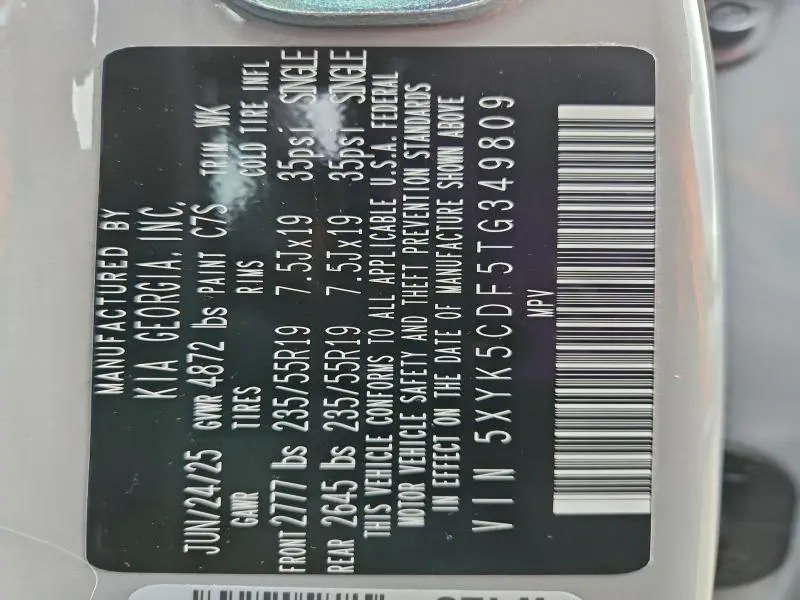 MANUFACTURED BY
KIA GEORGIA, INC,
JUN/24/25 GVWR 4872 lbs PAINT C7S TRIM WK
GAWR TIRES RIMS COLD TIRE INFL
FRONT 2777 lbs 235/55R19 7.5Jx19 35psi SINGLE
REAR 2645 lbs 235/55R19 7.5Jx19 35psi SINGLE
THIS VEHICLE CONFORMS TO ALL APPLICABLE U.S.A. FEDERAL
MOTOR VEHICLE SAFETY AND THEFT PREVENTION STANDARDS
IN EFFECT ON THE DATE OF MANUFACTURE SHOWN ABOVE
VIN 5XYK5CDF5TG349809
MPV